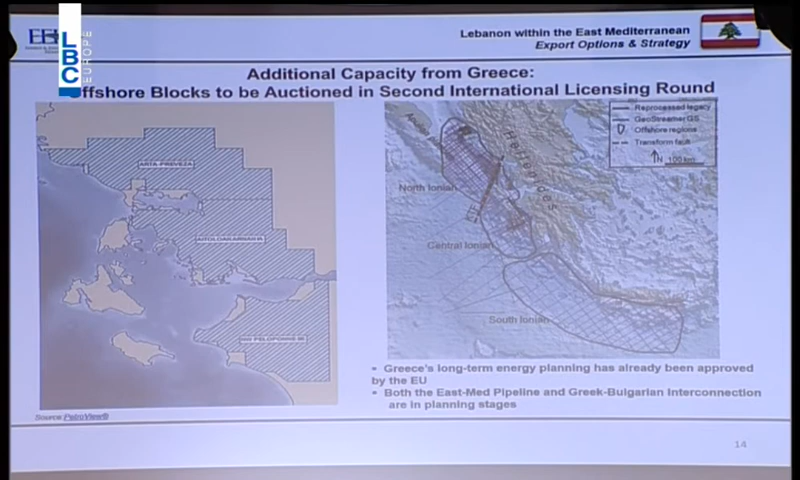 LBC
EUROPE
Lebanon within the East Mediterranean
Export Options & Strategy
Additional Capacity from Greece:
ffshore Blocks to be Auctioned in Second International Licensing Round
ARTA-PREVEZA
AITOLOAKARNANIA
Reprocessed legacy
GeoStreamer GS
Offshore regions
Transform fault
N 100 km
North Ionian
Central Ionian
South Ionian
• Greece's long-term energy planning has already been approved
by the EU
• Both the East-Med Pipeline and Greek-Bulgarian Interconnection
are in planning stages
Source: PetroView®
14